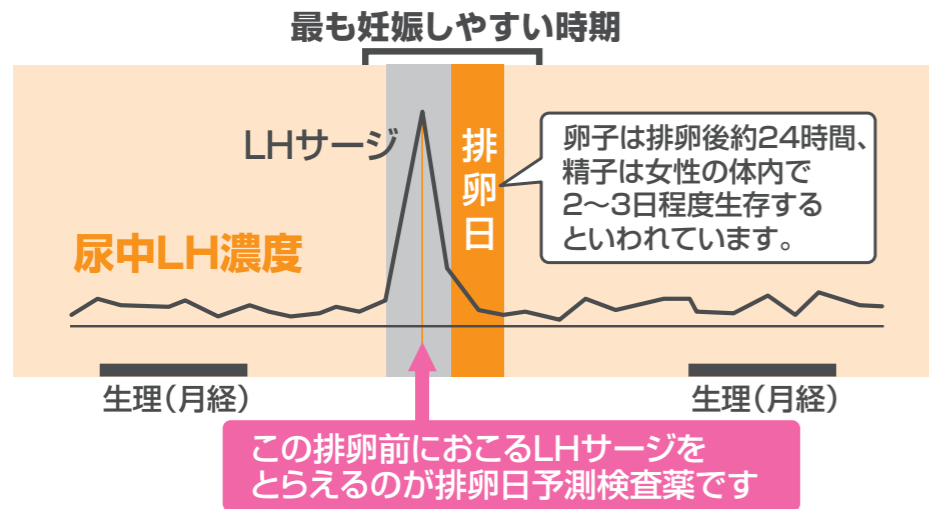 最も妊娠しやすい時期
LHサージ
排卵日
卵子は排卵後約24時間、
精子は女性の体内で
2〜3日程度生存する
といわれています。
尿中LH濃度
生理（月経）
生理（月経）
この排卵前におこるLHサージを
とらえるのが排卵日予測検査薬です